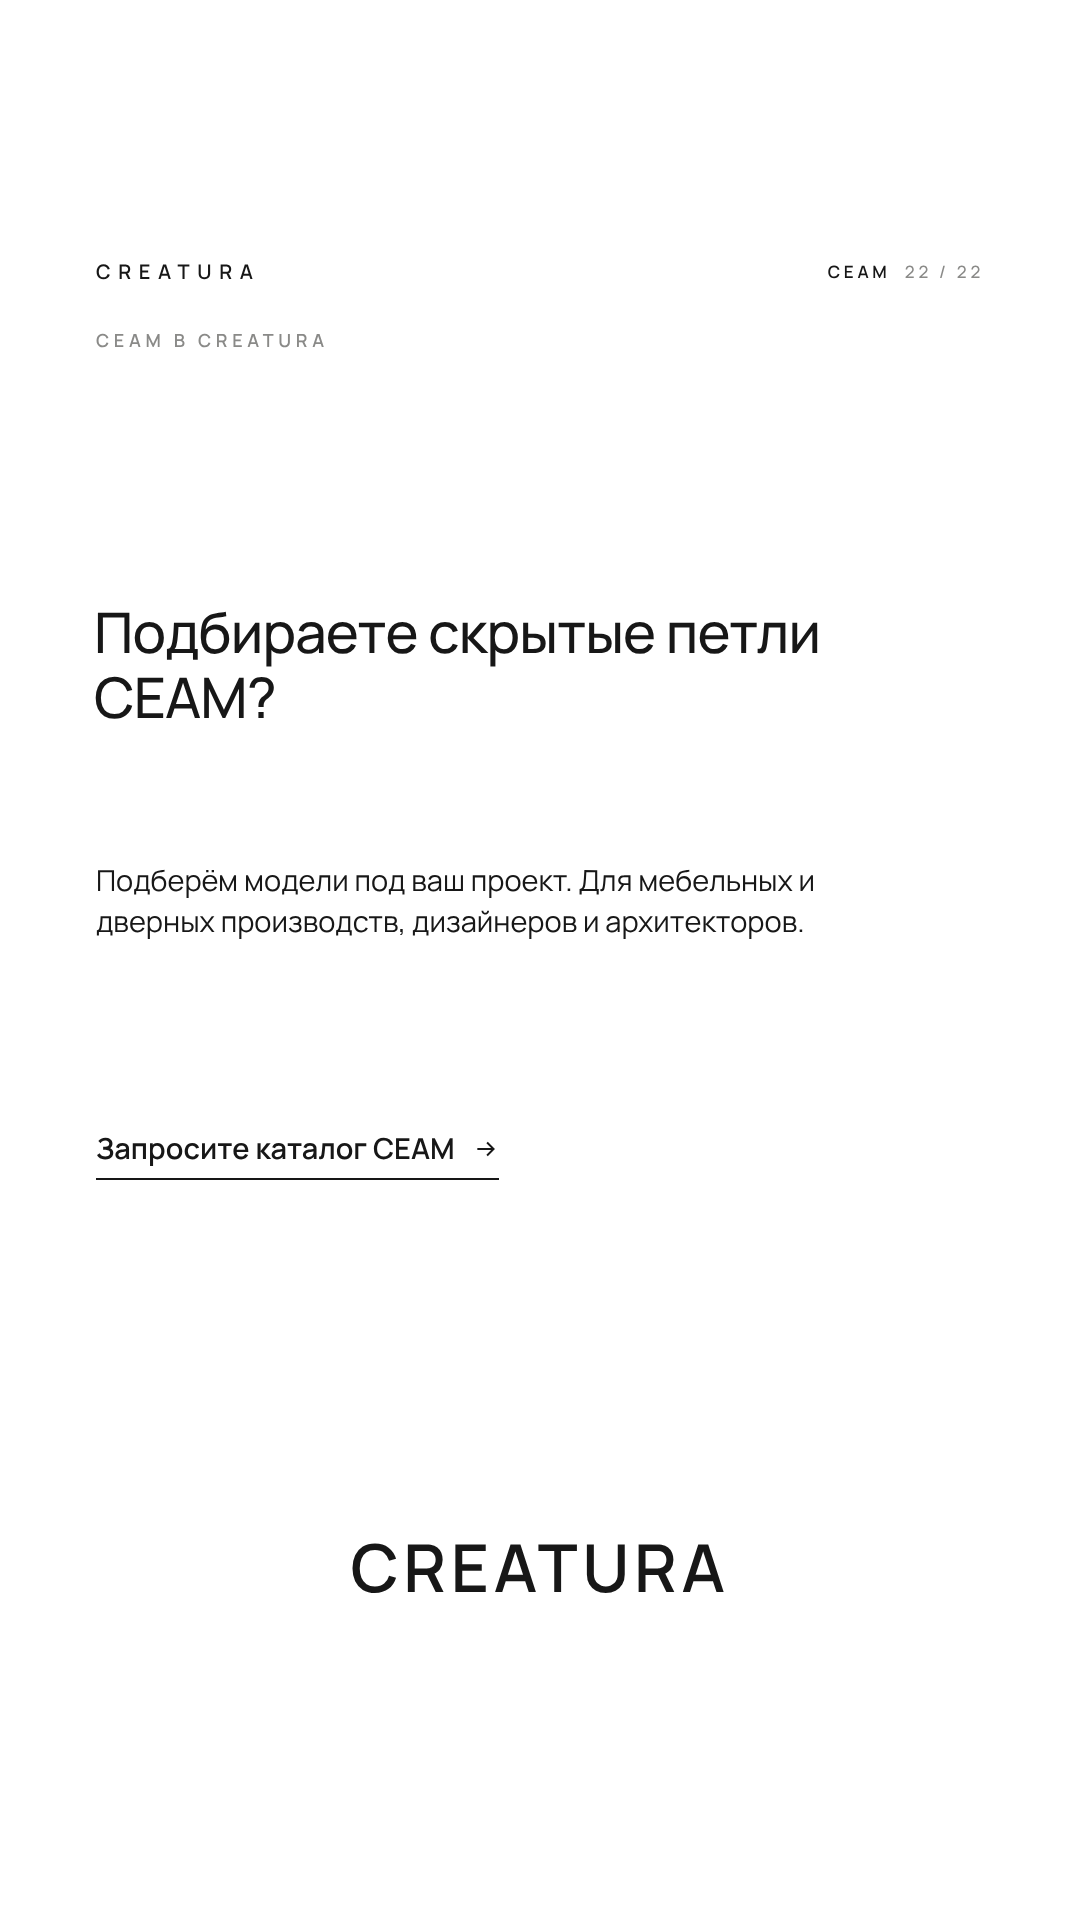 CREATURA
CEAM 22 / 22
CEAM В CREATURA
Подбираете скрытые петли
CEAM?
Подберём модели под ваш проект. Для мебельных и
дверных производств, дизайнеров и архитекторов.
Запросите каталог CEAM →
CREATURA